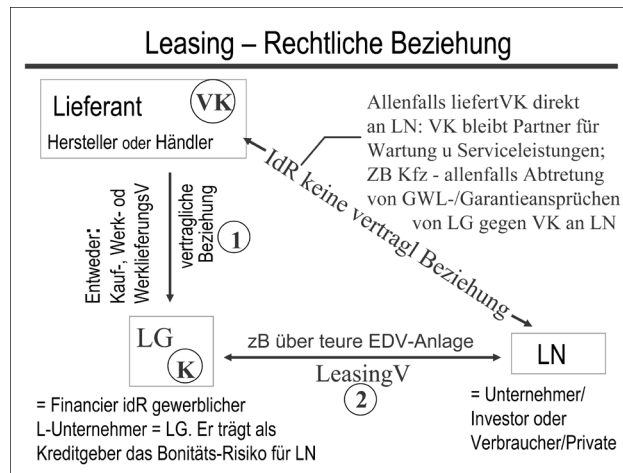 Leasing – Rechtliche Beziehung
Lieferant
VK
Hersteller oder Händler
Allenfalls liefertVK direkt
an LN: VK bleibt Partner für
Wartung u Serviceleistungen;
ZB Kfz - allenfalls Abtretung
von GWL-/Garantieansprüchen
von LG gegen VK an LN
IdR keine vertragl Beziehung
Entweder:
Kauf-, Werk- od
WerklieferungsV
vertragliche
Beziehung
1
LG
K
zB über teure EDV-Anlage
LeasingV
2
LN
= Financier idR gewerblicher
L-Unternehmer = LG. Er trägt als
Kreditgeber das Bonitäts-Risiko für LN
= Unternehmer/
Investor oder
Verbraucher/Private